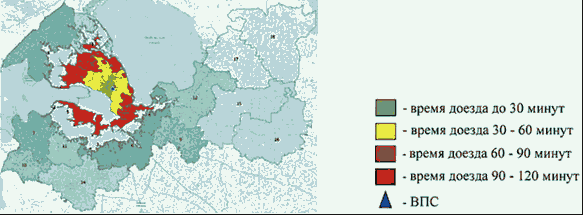 - время доезда до 30 минут
- время доезда 30 - 60 минут
- время доезда 60 - 90 минут
- время доезда 90 - 120 минут
- ВПС